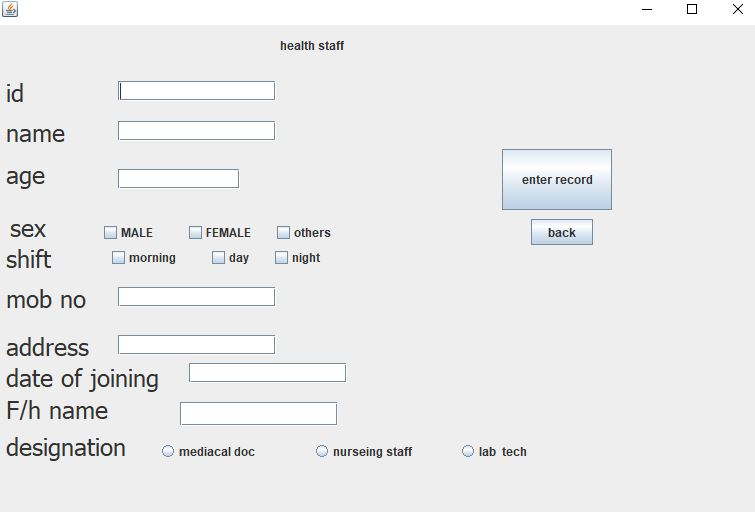 health staff
id
name
age
enter record
back
sex MALE FEMALE others
shift morning day night
mob no
address
date of joining
F/h name
designation mediacal doc nurseing staff lab tech